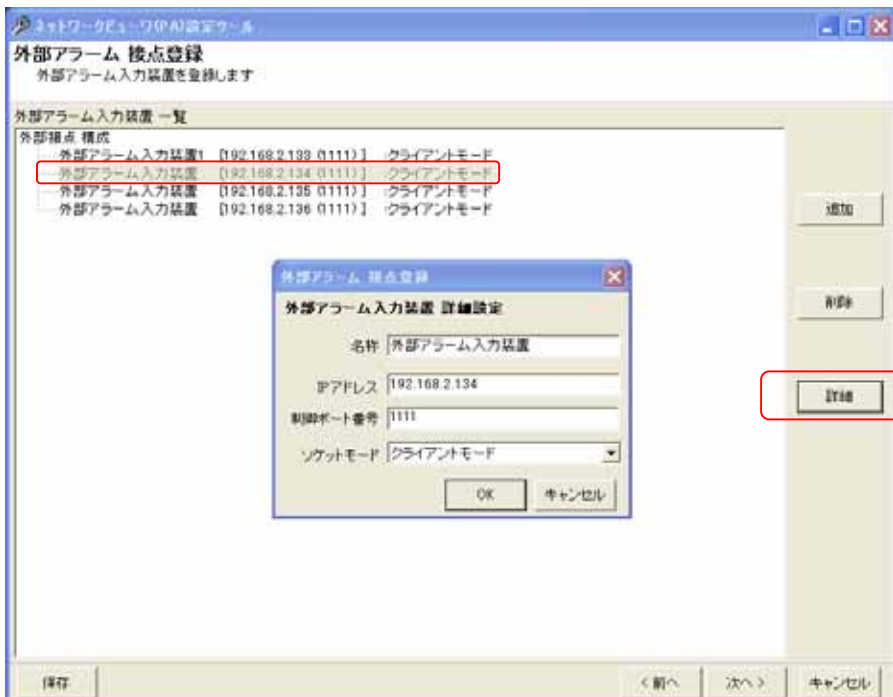 ネットワークビューワ(PA)設定ツール
外部アラーム 接点登録
外部アラーム入力装置を登録します
外部アラーム入力装置 一覧
外部接点 構成
外部アラーム入力装置1 [192.168.2.133 (1111)] :クライアントモード
外部アラーム入力装置 [192.168.2.134 (1111)] :クライアントモード
外部アラーム入力装置 [192.168.2.135 (1111)] :クライアントモード
外部アラーム入力装置 [192.168.2.136 (1111)] :クライアントモード
追加
削除
詳細
外部アラーム 接点登録
外部アラーム入力装置 詳細設定
名称 外部アラーム入力装置
IPアドレス 192.168.2.134
制御ポート番号 1111
ソケットモード クライアントモード
OK キャンセル
保存 <前へ 次へ> キャンセル